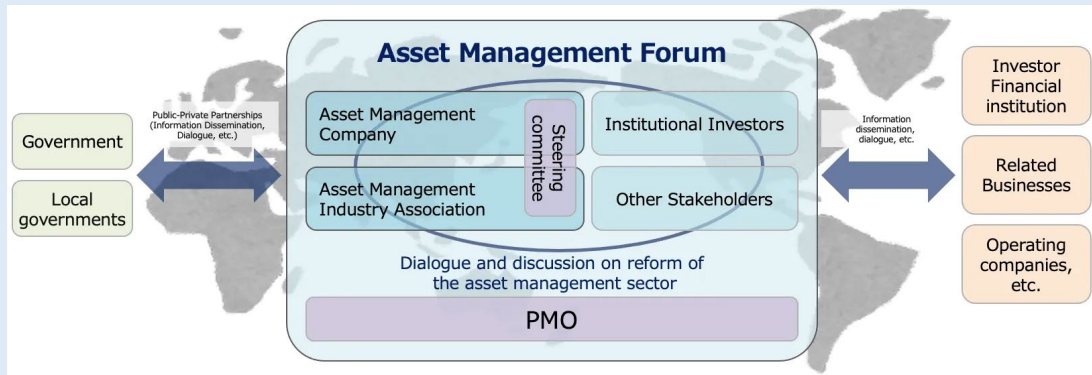 Asset Management Forum
Government
Local
governments
Public-Private Partnerships
(Information Dissemination,
Dialogue, etc.)
Asset Management
Company
Steering
committee
Institutional Investors
Asset Management
Industry Association
Other Stakeholders
Dialogue and discussion on reform of
the asset management sector
PMO
Information
dissemination,
dialogue, etc.
Investor
Financial
institution
Related
Businesses
Operating
companies,
etc.